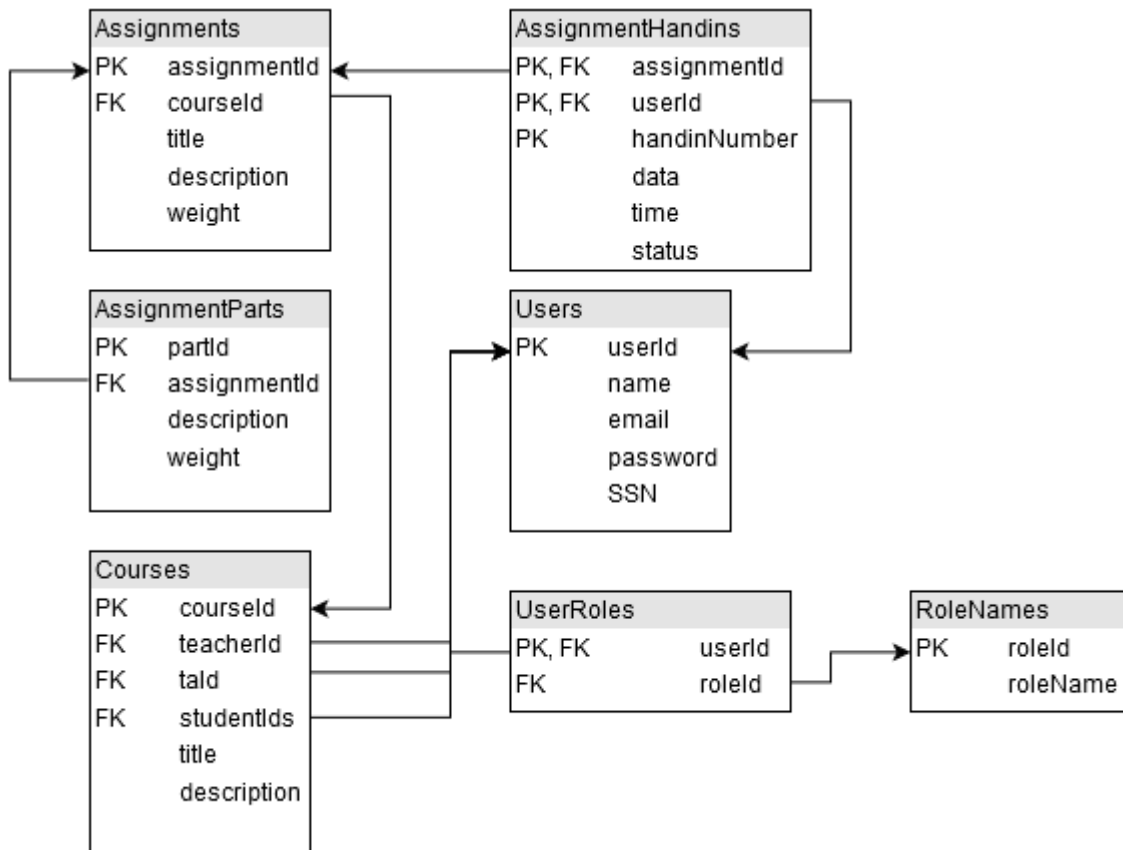 Assignments
PK assignmentId
FK courseId
title
description
weight
AssignmentHandins
PK, FK assignmentId
PK, FK userId
PK handinNumber
data
time
status
AssignmentParts
PK partId
FK assignmentId
description
weight
Users
PK userId
name
email
password
SSN
Courses
PK courseId
FK teacherId
FK taId
FK studentIds
title
description
UserRoles
PK, FK userId
FK roleId
RoleNames
PK roleId
roleName